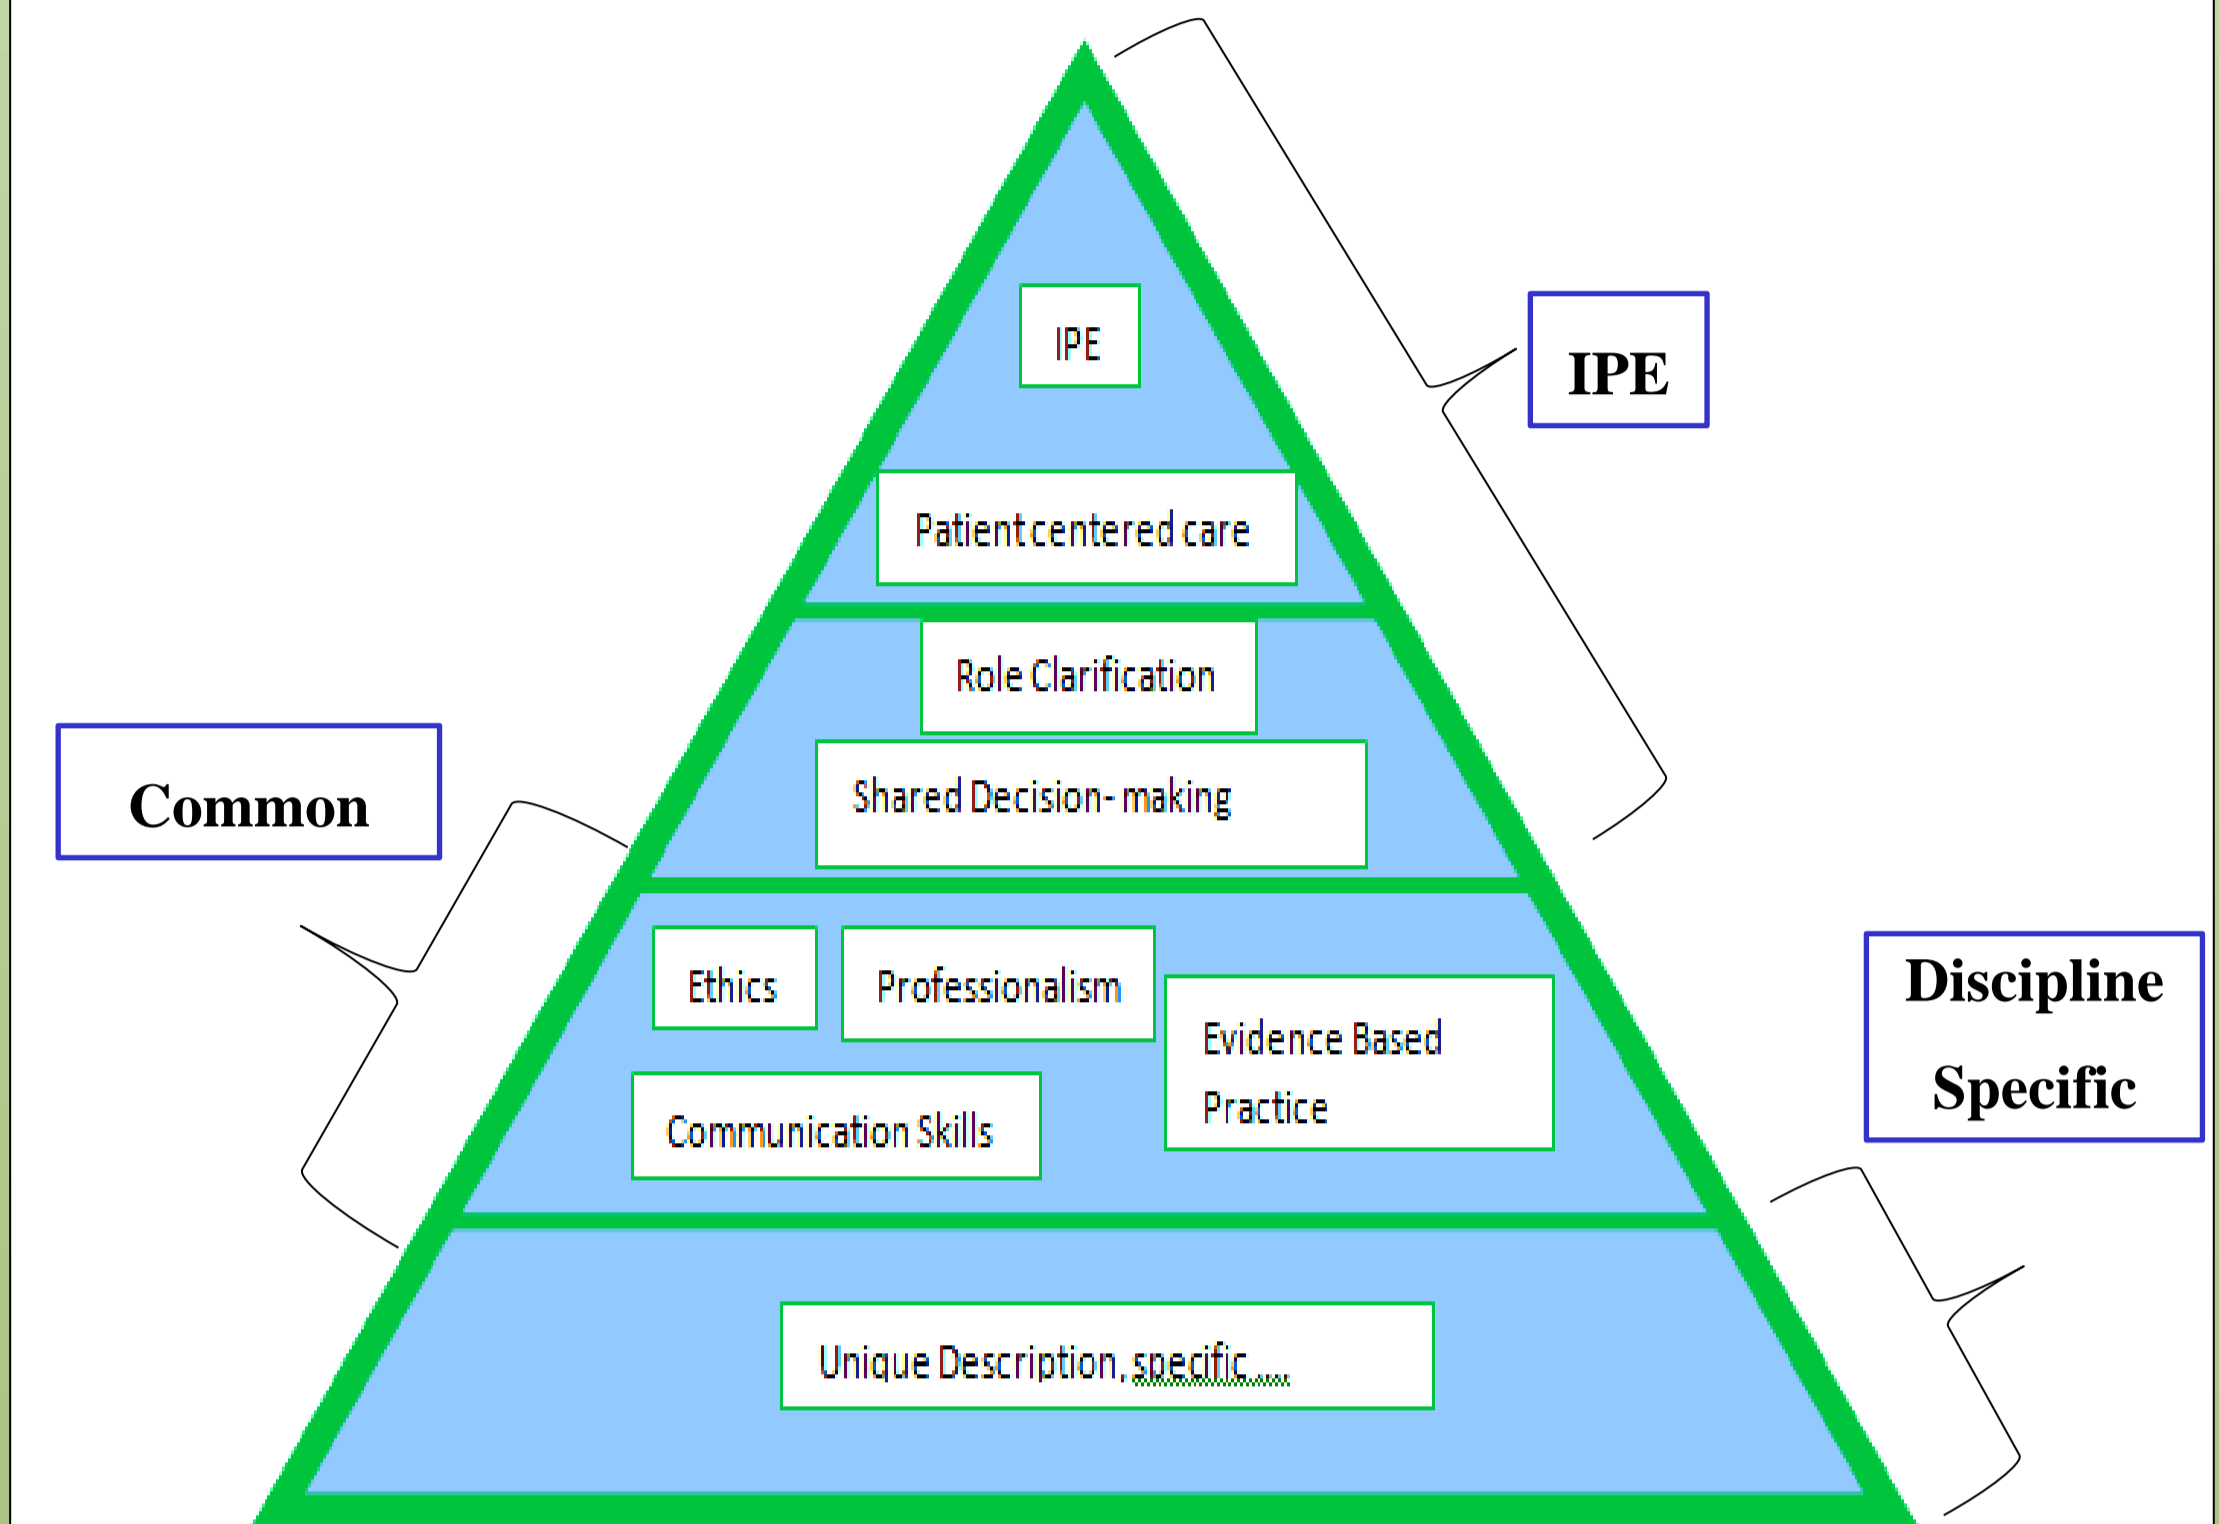 IPE
IPE
Patient centered care
Role Clarification
Shared Decision- making
Common
Ethics
Professionalism
Evidence Based
Practice
Communication Skills
Discipline
Specific
Unique Description, specific ....